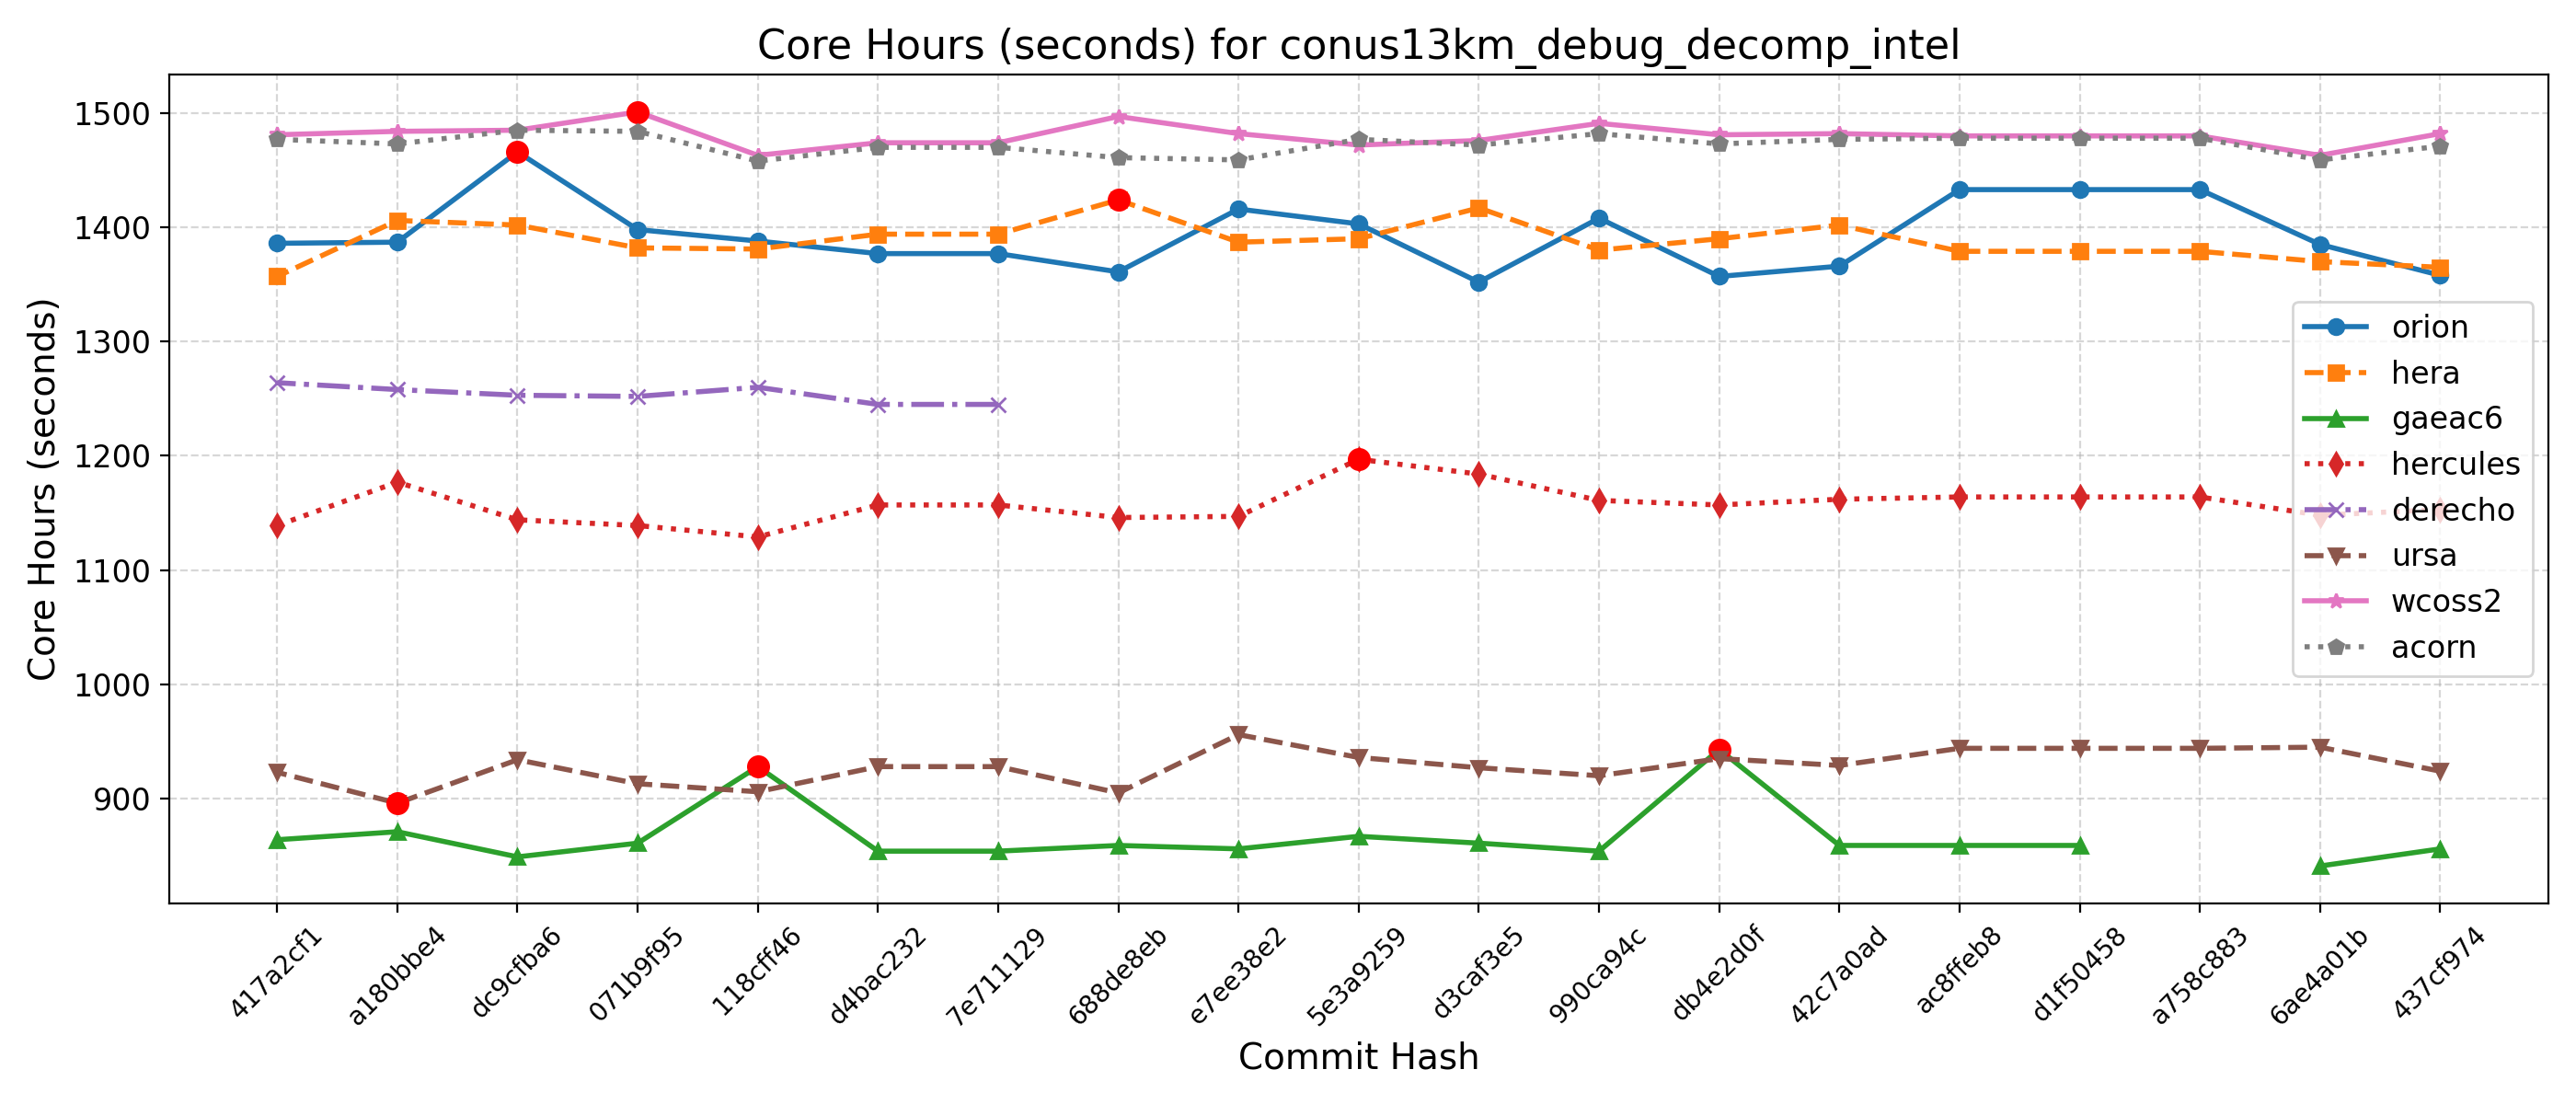 Core Hours (seconds) for conus13km_debug_decomp_intel
Core Hours (seconds)
1500
1400
1300
1200
1100
1000
900
orion
hera
gaeac6
hercules
derecho
ursa
wcoss2
acorn
417a2cf1
a180bbe4
dc9cfba6
071b9f95
118cff46
d4bac232
7e711129
688de8eb
e7ee38e2
5e3a9259
d3caf3e5
990ca94c
db4e2d0f
42c7a0ad
ac8ffeb8
d1f50458
a758c883
6ae4a01b
437cf974
Commit Hash